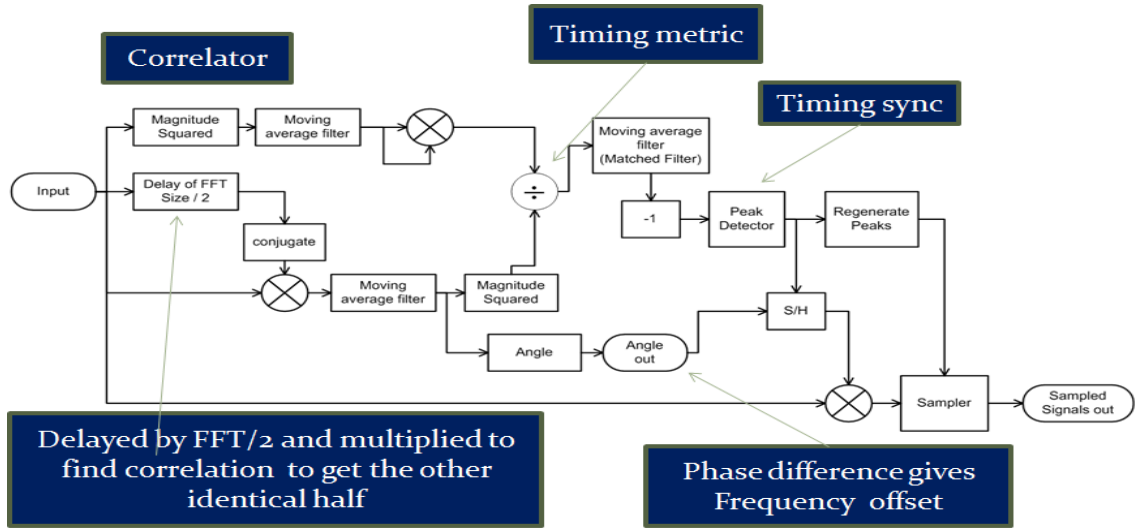 Timing metric
Correlator
Timing sync
Magnitude
Squared
Moving
average filter
Moving average
filter
(Matched Filter)
Input
Delay of FFT
Size / 2
÷
-1
Peak
Detector
Regenerate
Peaks
conjugate
Moving
average filter
Magnitude
Squared
S/H
Angle
Angle
out
Sampler
Sampled
Signals out
Delayed by FFT/2 and multiplied to
find correlation to get the other
identical half
Phase difference gives
Frequency offset